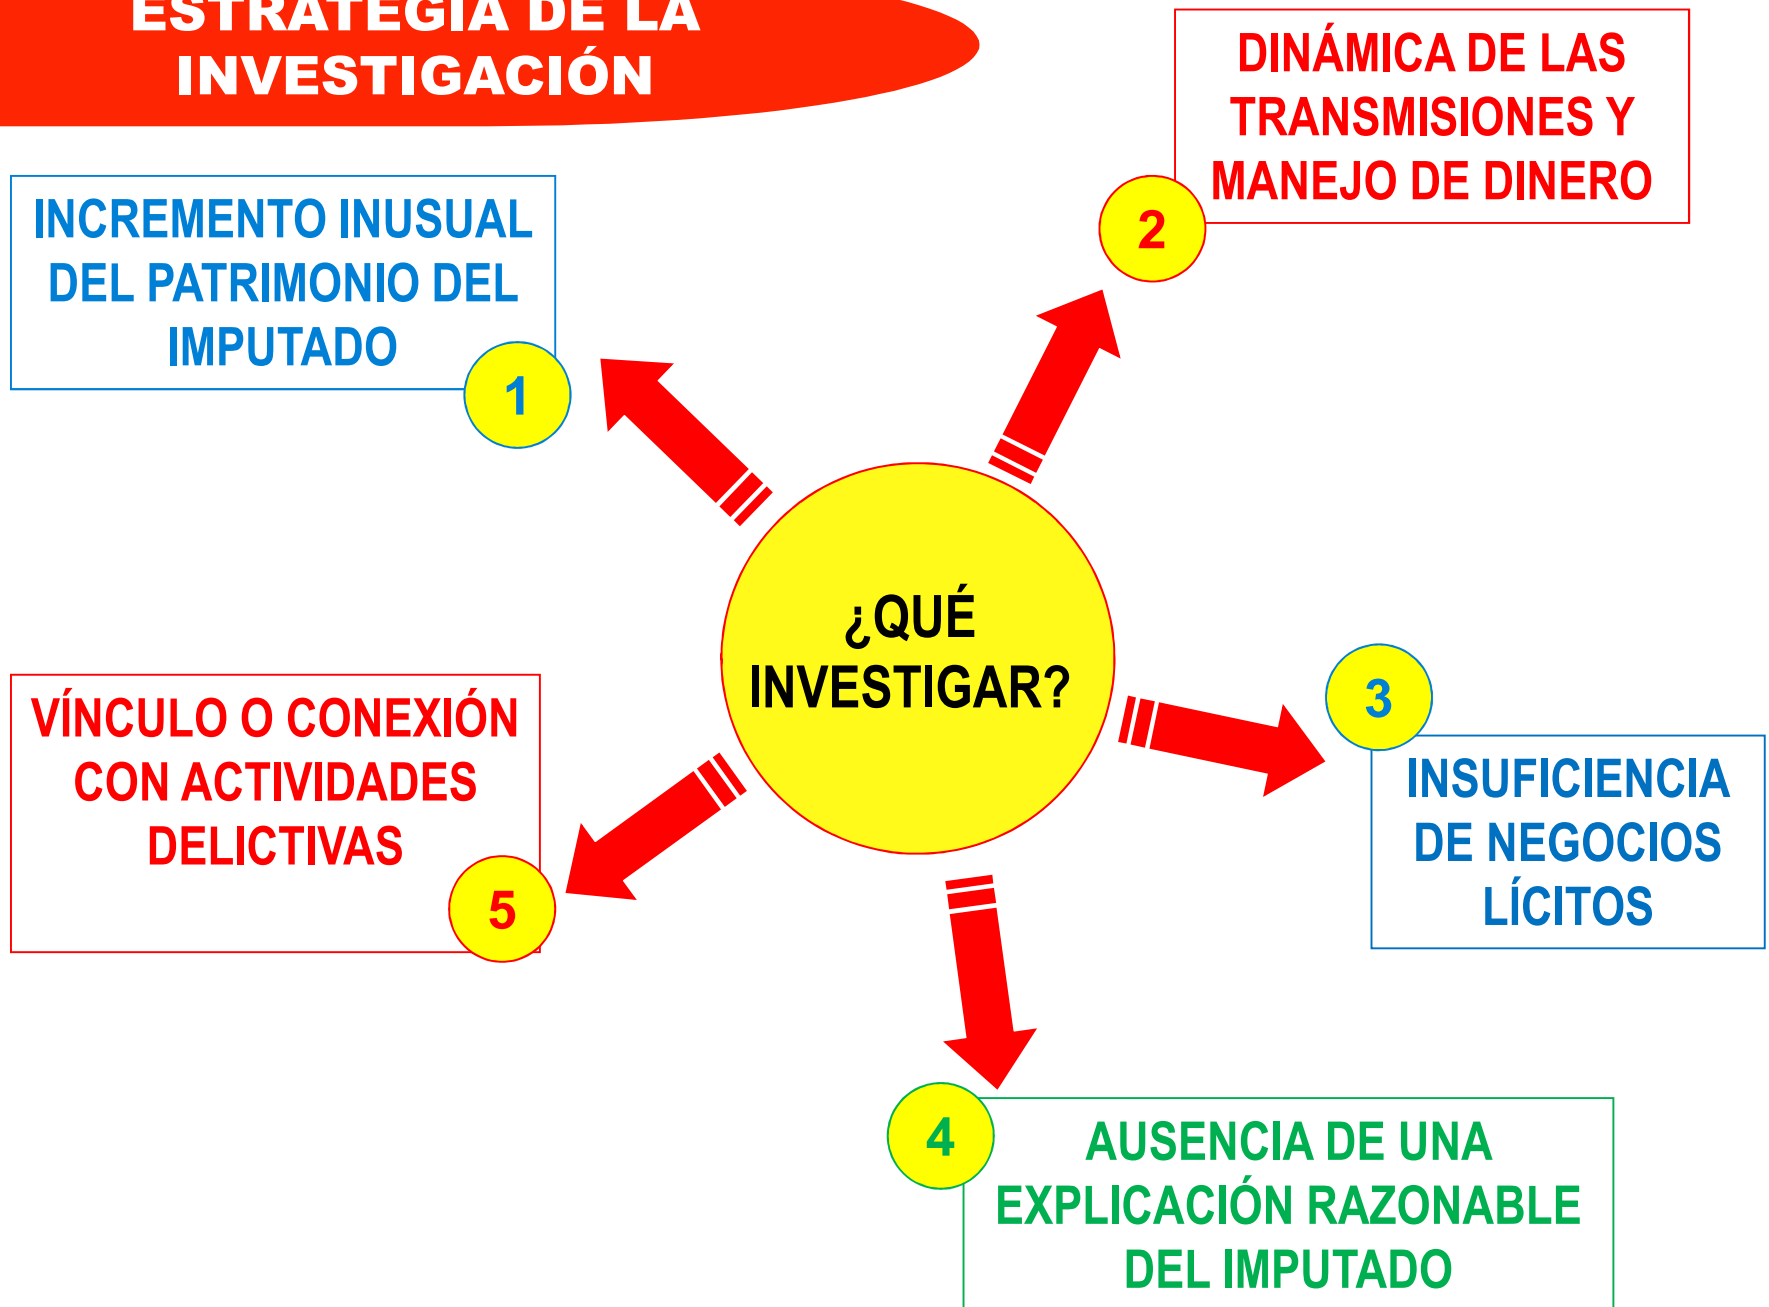 ESTRATEGIA DE LA
INVESTIGACIÓN
INCREMENTO INUSUAL
DEL PATRIMONIO DEL
IMPUTADO
1
DINÁMICA DE LAS
TRANSMISIONES Y
MANEJO DE DINERO
2
¿QUÉ
INVESTIGAR?
3
INSUFICIENCIA
DE NEGOCIOS
LÍCITOS
4
AUSENCIA DE UNA
EXPLICACIÓN RAZONABLE
DEL IMPUTADO
VÍNCULO O CONEXIÓN
CON ACTIVIDADES
DELICTIVAS
5